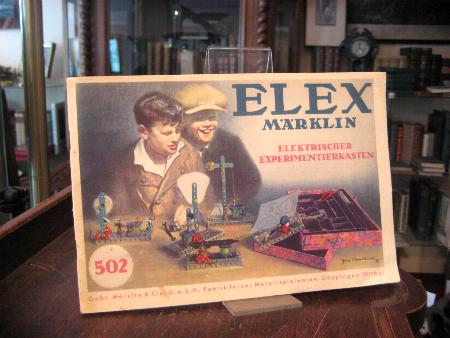 ELEX
MÄRKLIN
ELEKTRISCHER
EXPERIMENTIERKASTEN
502
Gebr. Märklin & Cie. G.m.b.H., Fabrik feiner Metallspielwaren, Göppingen (Wttbg.)